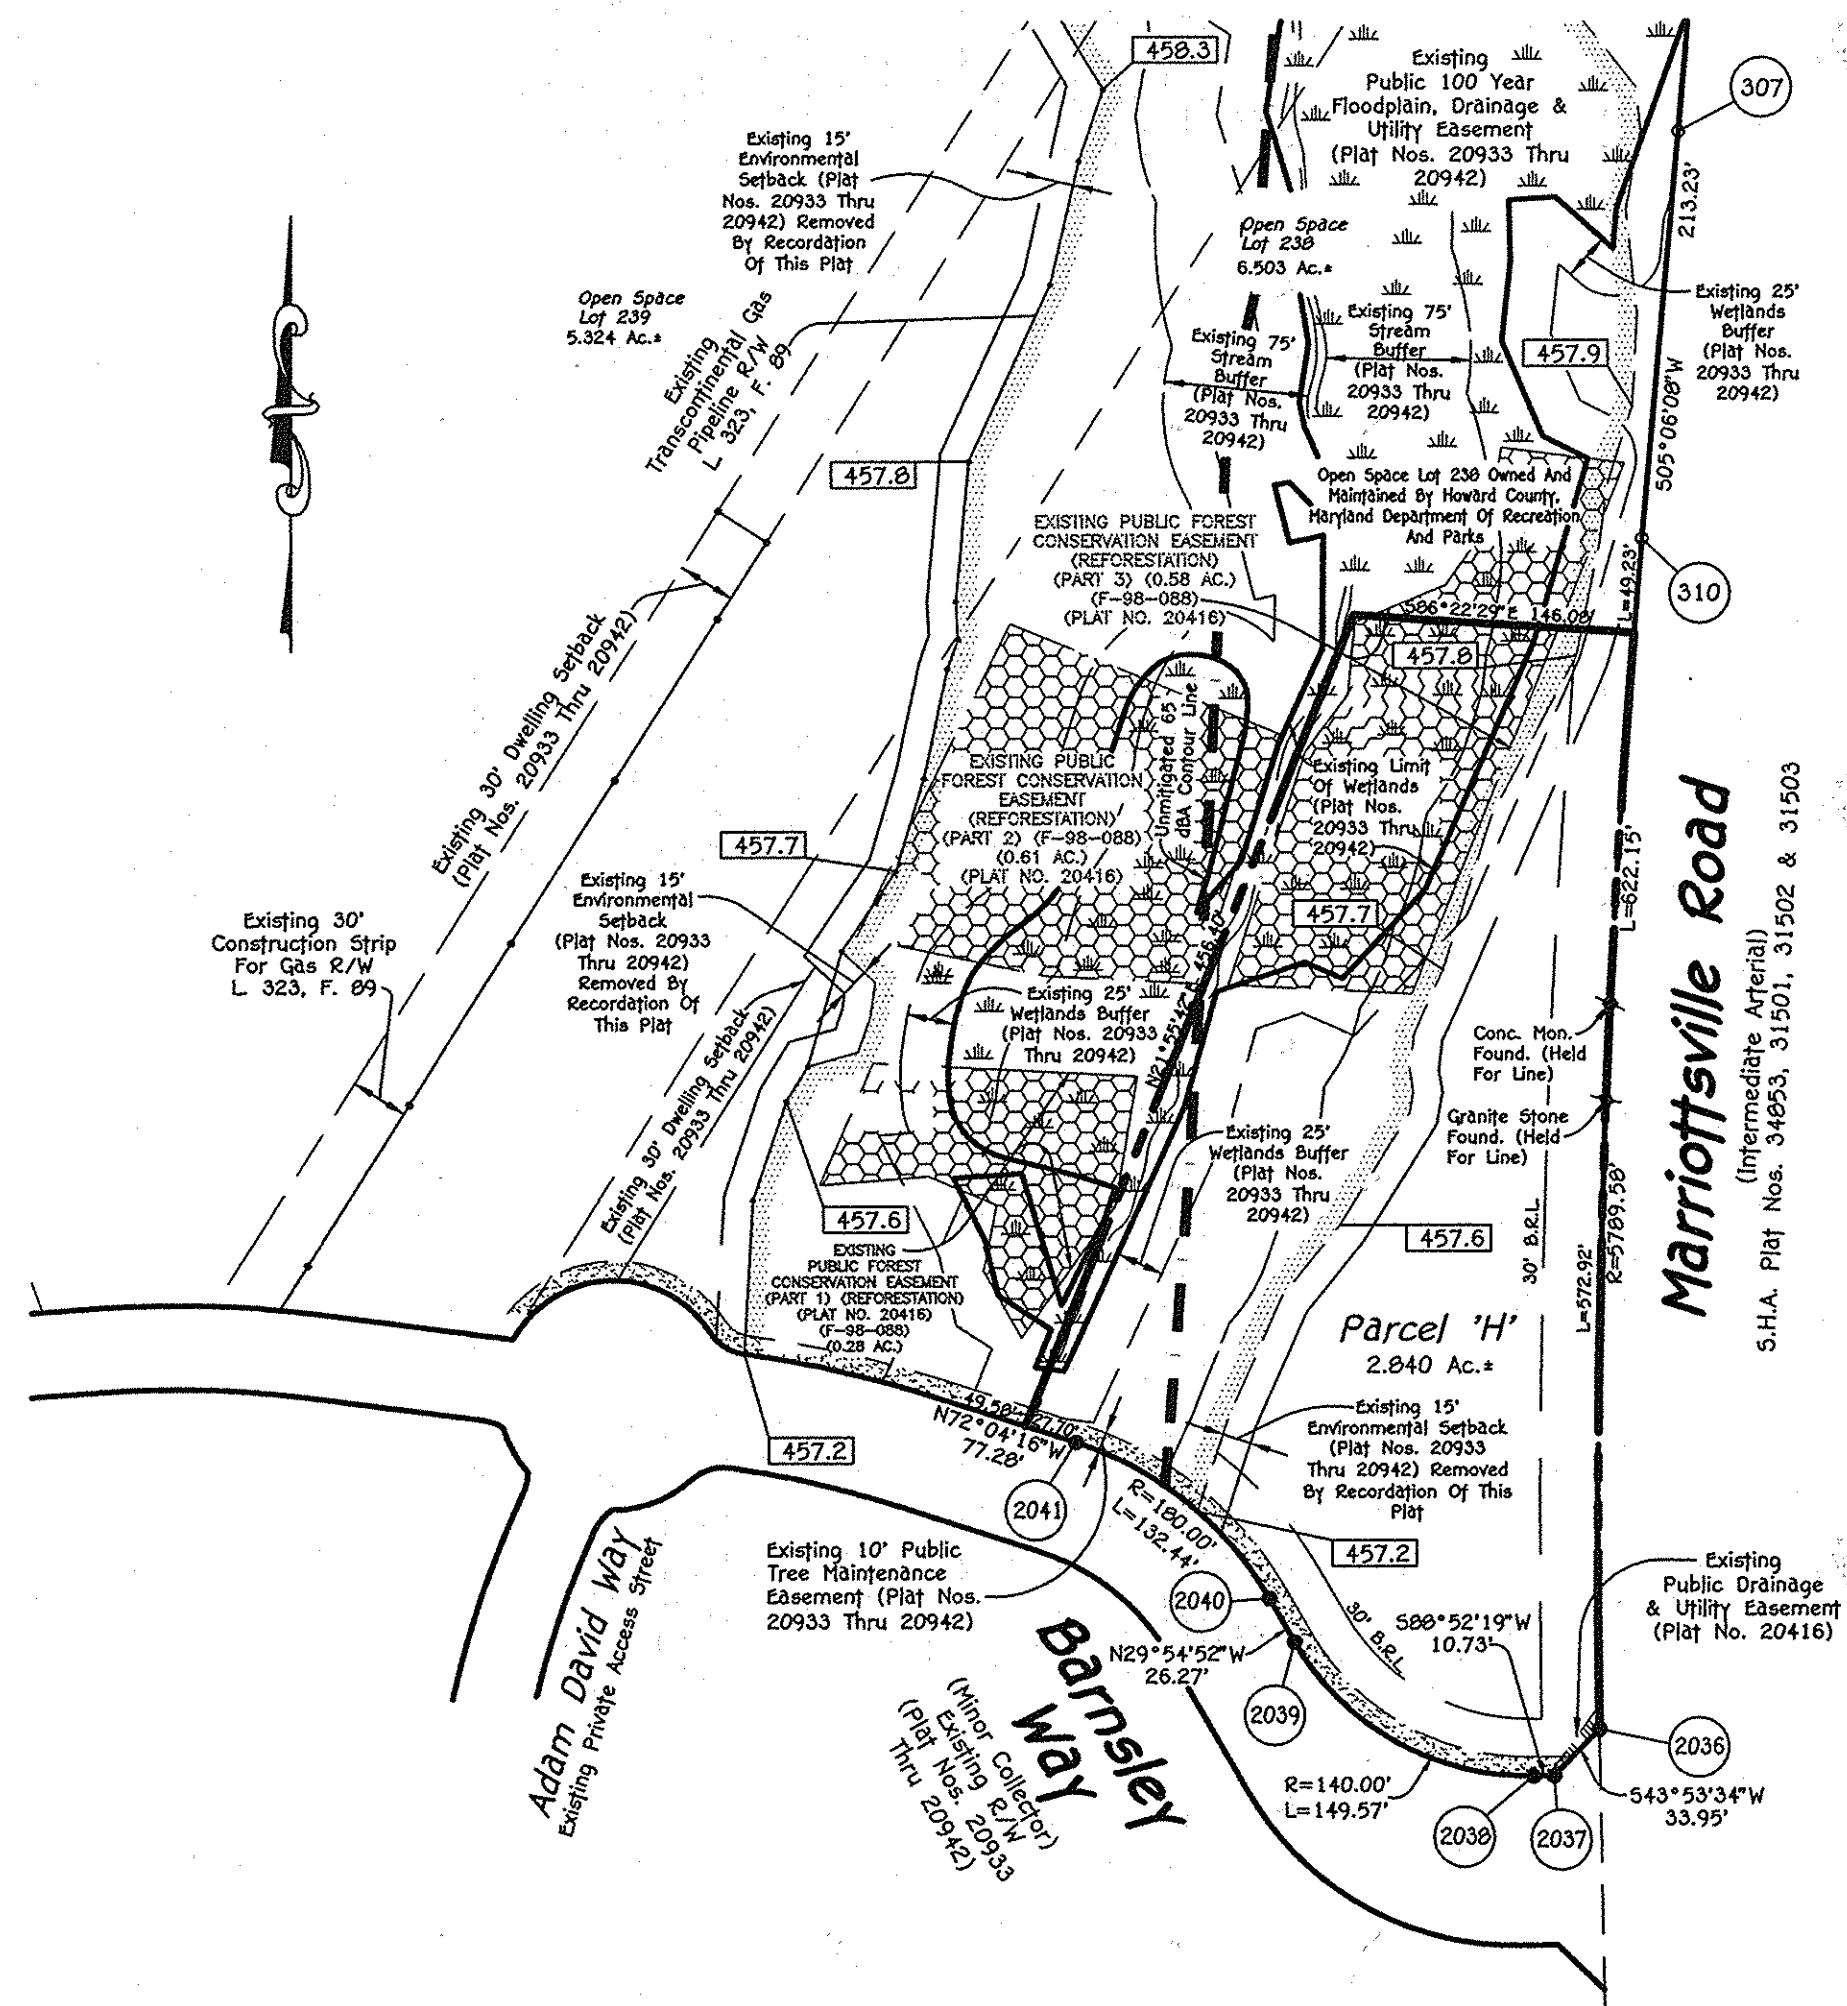 458.3
Existing
Public 100 Year
Floodplain, Drainage &
Utility Easement
(Plat Nos. 20933 Thru
20942)
307
213.23'
Existing 15'
Environmental
Setback (Plat
Nos. 20933 Thru
20942) Removed
By Recordation
Of This Plat
Open Space
Lot 239
5.324 Ac.±
Existing
Transcontinental Gas
Pipeline R/W
L. 323, F. 89
Open Space
Lot 238
6.503 Ac.±
Existing 75'
Stream
Buffer
(Plat Nos.
20933 Thru
20942)
Existing 75'
Stream
Buffer
(Plat Nos.
20933 Thru
20942)
457.9
Existing 25'
Wetlands
Buffer
(Plat Nos.
20933 Thru
20942)
S05°06'08"W
457.8
Open Space Lot 238 Owned And
Maintained By Howard County,
Maryland Department Of Recreation
And Parks
EXISTING PUBLIC FOREST
CONSERVATION EASEMENT
(REFORESTATION)
(PART 3) (0.58 AC.)
(F-98-088)
(PLAT NO. 20416)
310
L=49.23'
S86°22'29"E 146.08'
457.8
Existing 30' Dwelling Setback
(Plat Nos. 20933 Thru 20942)
Unmitigated 65
dBA Contour Line
Existing Limit
Of Wetlands
(Plat Nos.
20933 Thru
20942)
EXISTING PUBLIC
FOREST CONSERVATION
EASEMENT
(REFORESTATION)
(PART 2) (F-98-088)
(0.61 AC.)
(PLAT NO. 20416)
457.7
457.7
L=622.15'
Marriottsville Road
(Intermediate Arterial)
S.H.A. Plat Nos. 34853, 31501, 31502 & 31503
Existing 30'
Construction Strip
For Gas R/W
L. 323, F. 89
Existing 15'
Environmental
Setback
(Plat Nos. 20933
Thru 20942)
Removed By
Recordation Of
This Plat
Existing 30' Dwelling Setback
(Plat Nos. 20933 Thru 20942)
N21°55'42"E 456.40'
Existing 25'
Wetlands Buffer
(Plat Nos. 20933
Thru 20942)
Conc. Mon.
Found. (Held
For Line)
Granite Stone
Found. (Held
For Line)
Existing 25'
Wetlands Buffer
(Plat Nos.
20933 Thru
20942)
457.6
457.6
30' B.R.L.
L=572.92'
R=5789.58'
EXISTING
PUBLIC FOREST
CONSERVATION EASEMENT
(PART 1) (REFORESTATION)
(PLAT NO. 20416)
(F-98-088)
(0.28 AC.)
Parcel 'H'
2.840 Ac.±
49.58'
27.70'
N72°04'16"W
77.28'
457.2
2041
Existing 15'
Environmental Setback
(Plat Nos. 20933
Thru 20942) Removed
By Recordation Of This
Plat
R=180.00'
L=132.44'
457.2
Existing 10' Public
Tree Maintenance
Easement (Plat Nos.
20933 Thru 20942)
2040
Existing
Public Drainage
& Utility Easement
(Plat No. 20416)
30' B.R.L.
S88°52'19"W
10.73'
N29°54'52"W
26.27'
2039
Adam David Way
Existing Private Access Street
Barnsley
Way
(Minor Collector)
Existing R/W
(Plat Nos. 20933
Thru 20942)
2036
R=140.00'
L=149.57'
S43°53'34"W
33.95'
2038
2037